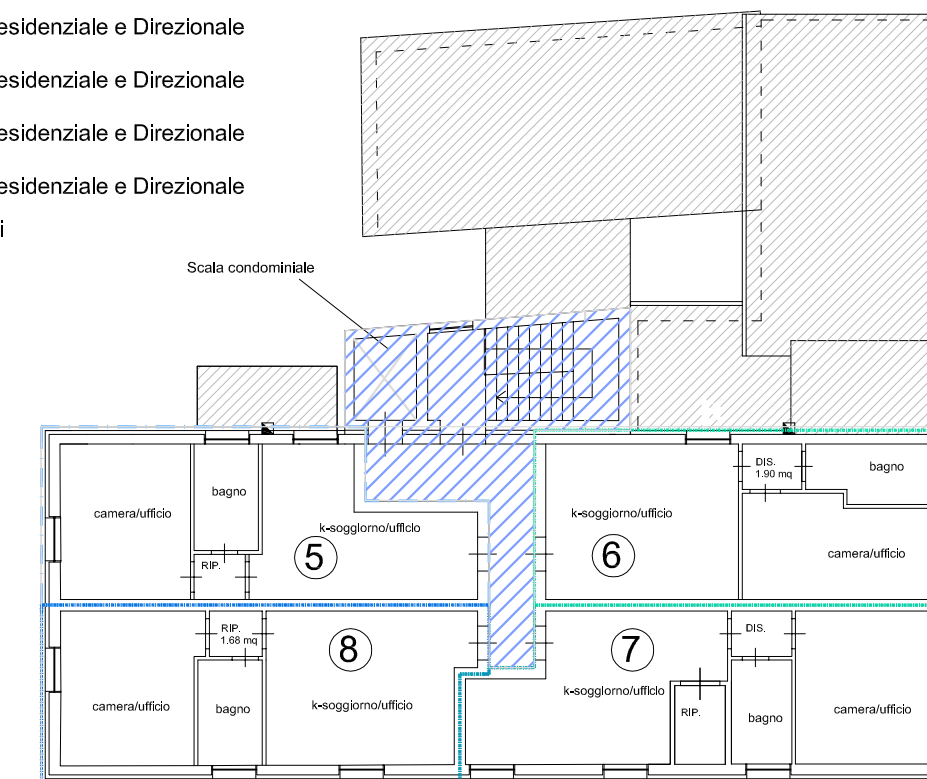 esidenziale e Direzionale
esidenziale e Direzionale
esidenziale e Direzionale
esidenziale e Direzionale
i
Scala condominiale
DIS.
1.90 mq
bagno
bagno
camera/ufficio
k-soggiorno/ufficio
k-soggiorno/ufficio
5
6
camera/ufficio
RIP.
RIP.
1.68 mq
DIS.
8
7
k-soggiorno/ufficio
camera/ufficio
bagno
k-soggiorno/ufficio
RIP.
bagno
camera/ufficio